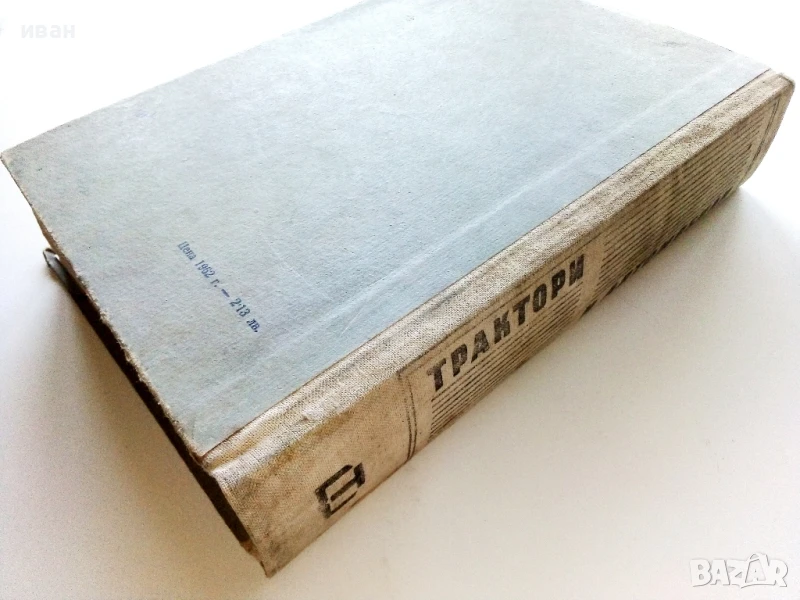 иван
Цена 1962 г. — 2·13 лв.
ТРАКТОРИ
BAZAR